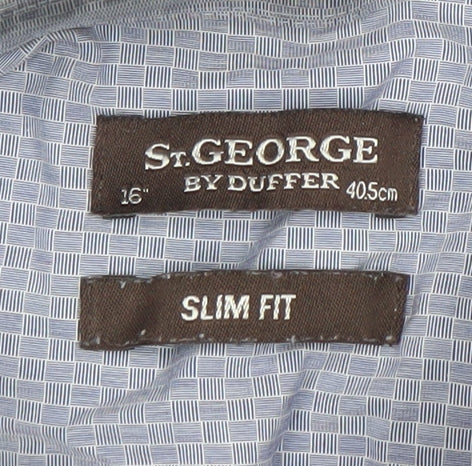 St.GEORGE
BY DUFFER
16" 40.5cm
SLIM FIT